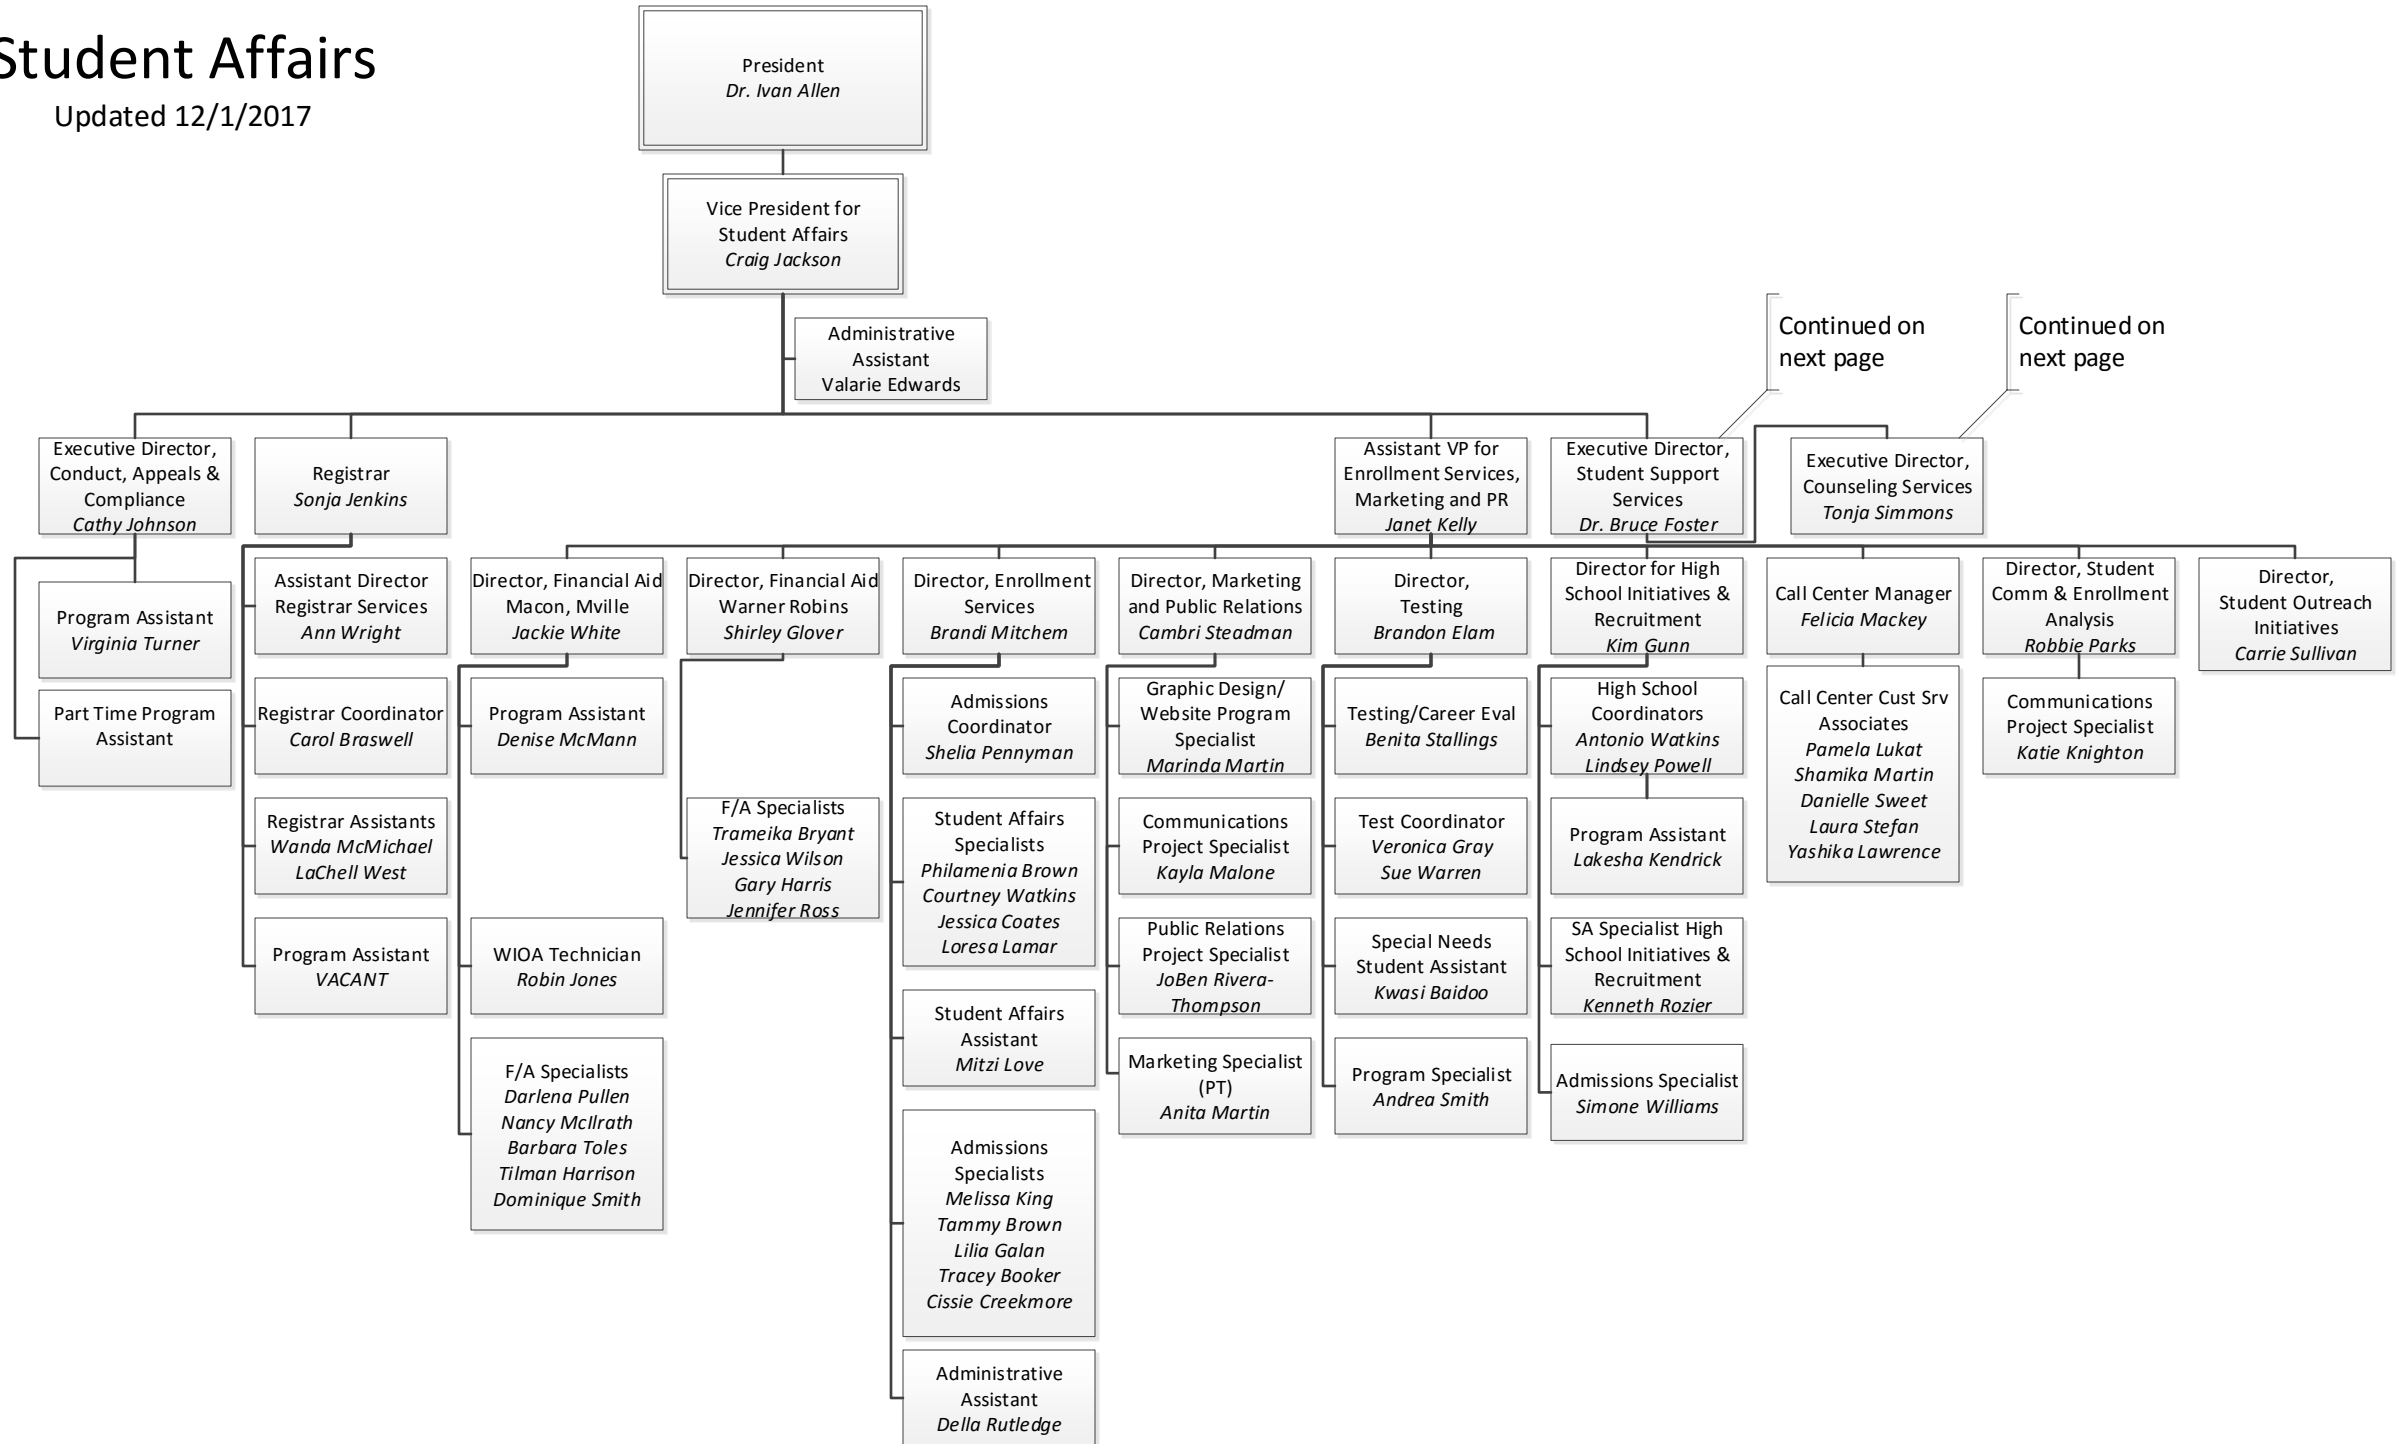 Student Affairs
Updated 12/1/2017
President
Dr. Ivan Allen
Vice President for
Student Affairs
Craig Jackson
Administrative
Assistant
Valarie Edwards
Continued on
next page
Continued on
next page
Executive Director,
Conduct, Appeals &
Compliance
Cathy Johnson
Registrar
Sonja Jenkins
Assistant VP for
Enrollment Services,
Marketing and PR
Janet Kelly
Executive Director,
Student Support
Services
Dr. Bruce Foster
Executive Director,
Counseling Services
Tonja Simmons
Program Assistant
Virginia Turner
Part Time Program
Assistant
Assistant Director
Registrar Services
Ann Wright
Registrar Coordinator
Carol Braswell
Registrar Assistants
Wanda McMichael
LaChell West
Program Assistant
VACANT
Director, Financial Aid
Macon, Mville
Jackie White
Program Assistant
Denise McMann
WIOA Technician
Robin Jones
F/A Specialists
Darlena Pullen
Nancy McIlrath
Barbara Toles
Tilman Harrison
Dominique Smith
Director, Financial Aid
Warner Robins
Shirley Glover
F/A Specialists
Trameika Bryant
Jessica Wilson
Gary Harris
Jennifer Ross
Director, Enrollment
Services
Brandi Mitchem
Admissions
Coordinator
Shelia Pennyman
Student Affairs
Specialists
Philamenia Brown
Courtney Watkins
Jessica Coates
Loresa Lamar
Student Affairs
Assistant
Mitzi Love
Admissions
Specialists
Melissa King
Tammy Brown
Lilia Galan
Tracey Booker
Cissie Creekmore
Administrative
Assistant
Della Rutledge
Director, Marketing
and Public Relations
Cambri Steadman
Graphic Design/
Website Program
Specialist
Marinda Martin
Communications
Project Specialist
Kayla Malone
Public Relations
Project Specialist
JoBen Rivera-
Thompson
Marketing Specialist
(PT)
Anita Martin
Director,
Testing
Brandon Elam
Testing/Career Eval
Benita Stallings
Test Coordinator
Veronica Gray
Sue Warren
Special Needs
Student Assistant
Kwasi Baidoo
Program Specialist
Andrea Smith
Director for High
School Initiatives &
Recruitment
Kim Gunn
High School
Coordinators
Antonio Watkins
Lindsey Powell
Program Assistant
Lakesha Kendrick
SA Specialist High
School Initiatives &
Recruitment
Kenneth Rozier
Admissions Specialist
Simone Williams
Call Center Manager
Felicia Mackey
Call Center Cust Srv
Associates
Pamela Lukat
Shamika Martin
Danielle Sweet
Laura Stefan
Yashika Lawrence
Director, Student
Comm & Enrollment
Analysis
Robbie Parks
Communications
Project Specialist
Katie Knighton
Director,
Student Outreach
Initiatives
Carrie Sullivan